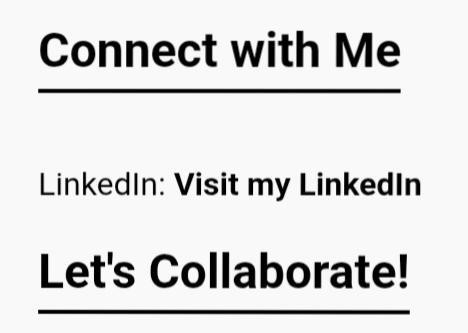 Connect with Me
LinkedIn: Visit my LinkedIn
Let's Collaborate!